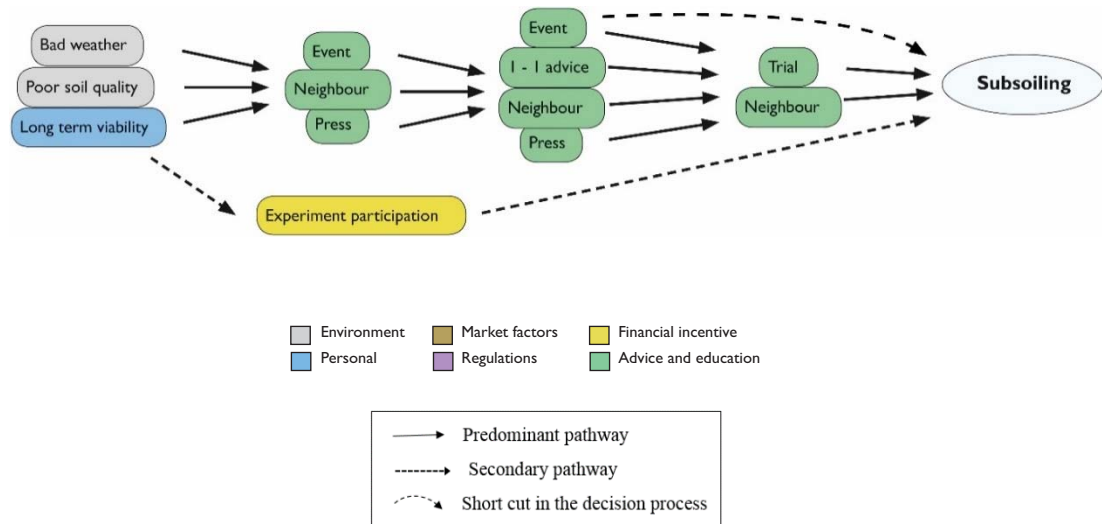 Bad weather
Poor soil quality
Long term viability
Event
Neighbour
Press
Event
1 - 1 advice
Neighbour
Press
Trial
Neighbour
Subsoiling
Experiment participation
Environment
Market factors
Financial incentive
Personal
Regulations
Advice and education
Predominant pathway
Secondary pathway
Short cut in the decision process